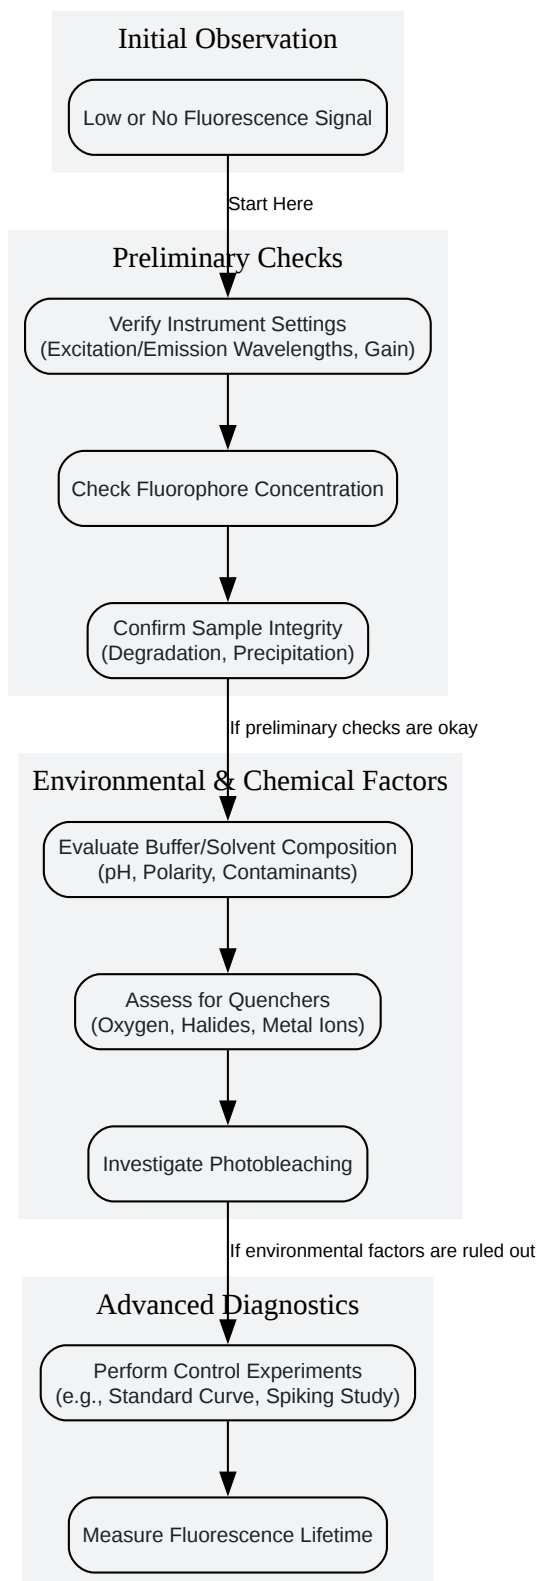 Initial Observation
Low or No Fluorescence Signal
Start Here
Preliminary Checks
Verify Instrument Settings
(Excitation/Emission Wavelengths, Gain)
Check Fluorophore Concentration
Confirm Sample Integrity
(Degradation, Precipitation)
If preliminary checks are okay
Environmental & Chemical Factors
Evaluate Buffer/Solvent Composition
(pH, Polarity, Contaminants)
Assess for Quenchers
(Oxygen, Halides, Metal Ions)
Investigate Photobleaching
If environmental factors are ruled out
Advanced Diagnostics
Perform Control Experiments
(e.g., Standard Curve, Spiking Study)
Measure Fluorescence Lifetime